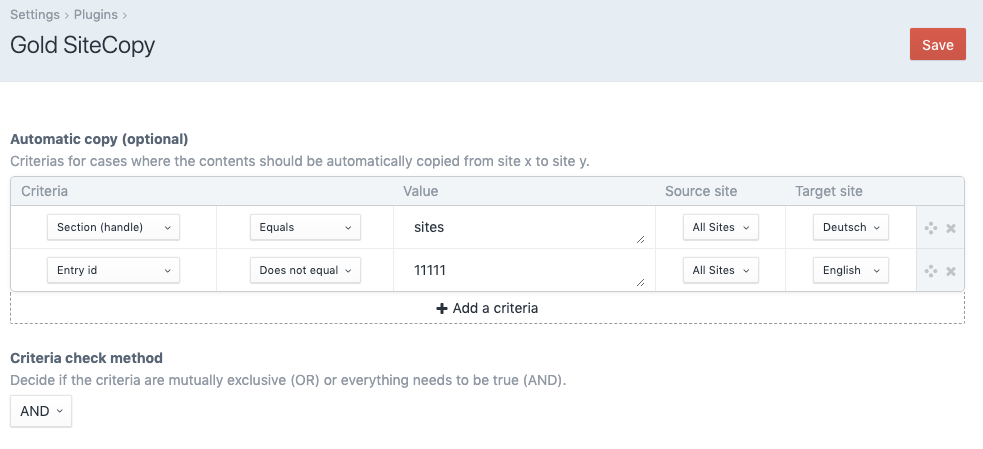 Settings › Plugins ›
Gold SiteCopy
Save
Automatic copy (optional)
Criterias for cases where the contents should be automatically copied from site x to site y.
Criteria Value Source site Target site
Section (handle) Equals sites All Sites Deutsch
Entry id Does not equal 11111 All Sites English
+ Add a criteria
Criteria check method
Decide if the criteria are mutually exclusive (OR) or everything needs to be true (AND).
AND